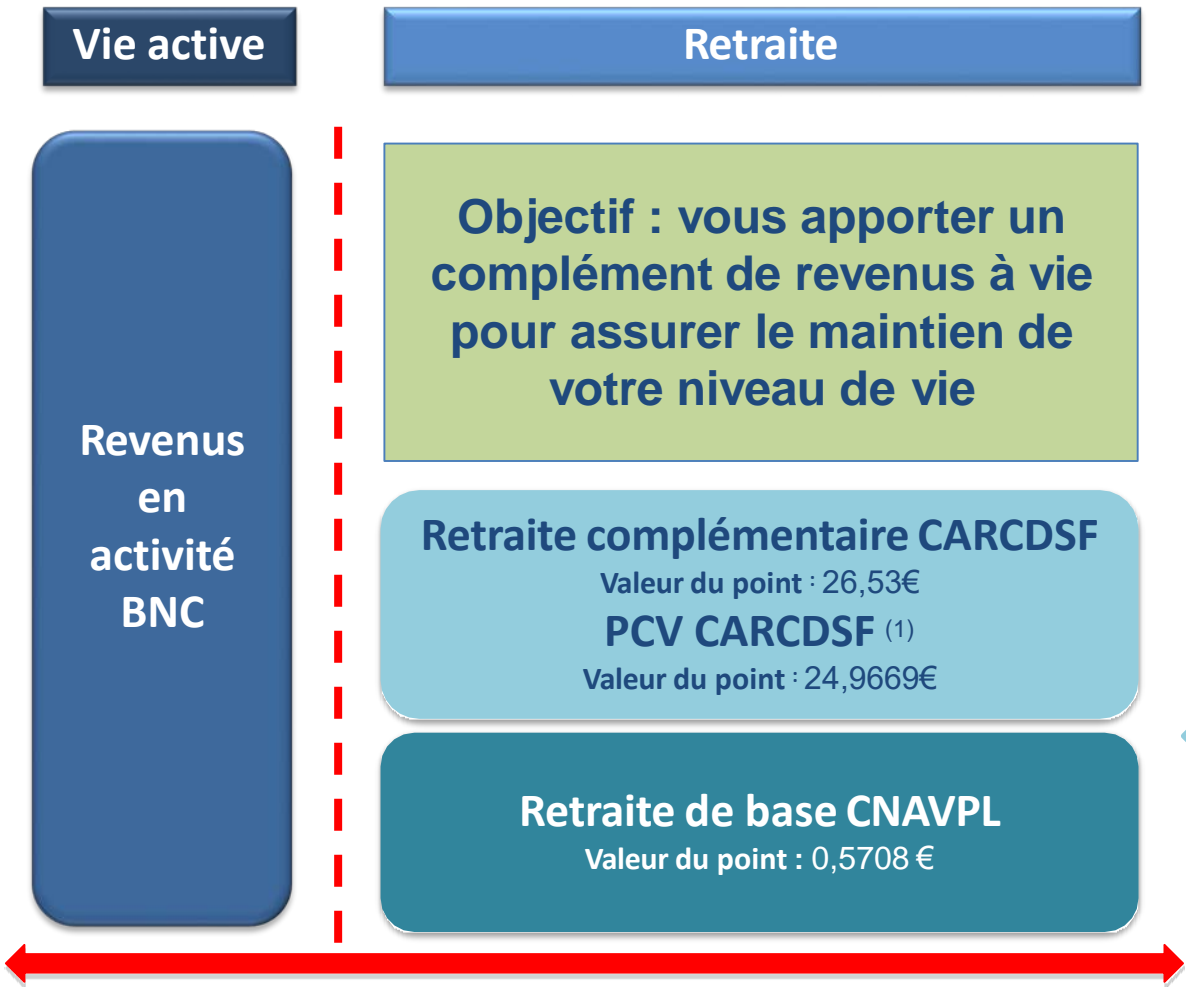 Vie active
Retraite
Revenus
en
activité
BNC
Objectif : vous apporter un
complément de revenus à vie
pour assurer le maintien de
votre niveau de vie
Retraite complémentaire CARCDSF
Valeur du point : 26,53€
PCV CARCDSF (1)
Valeur du point : 24,9669€
Retraite de base CNAVPL
Valeur du point : 0,5708 €